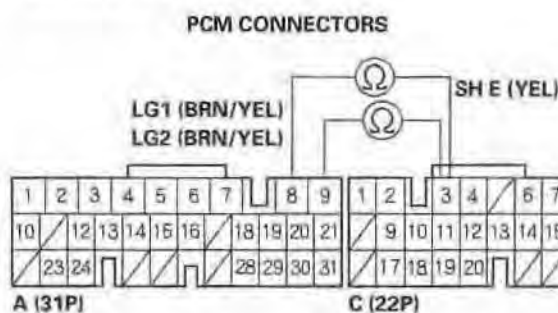 PCM CONNECTORS
Ω
SH E (YEL)
LG1 (BRN/YEL)
LG2 (BRN/YEL)
Ω
1 2 3 4 5 6 7 8 9
10 12 13 14 15 16 18 19 20 21
23 24 28 29 30 31
A (31P)
1 2 3 4 6 7
9 10 11 12 13 14 15
17 18 19 20
C (22P)